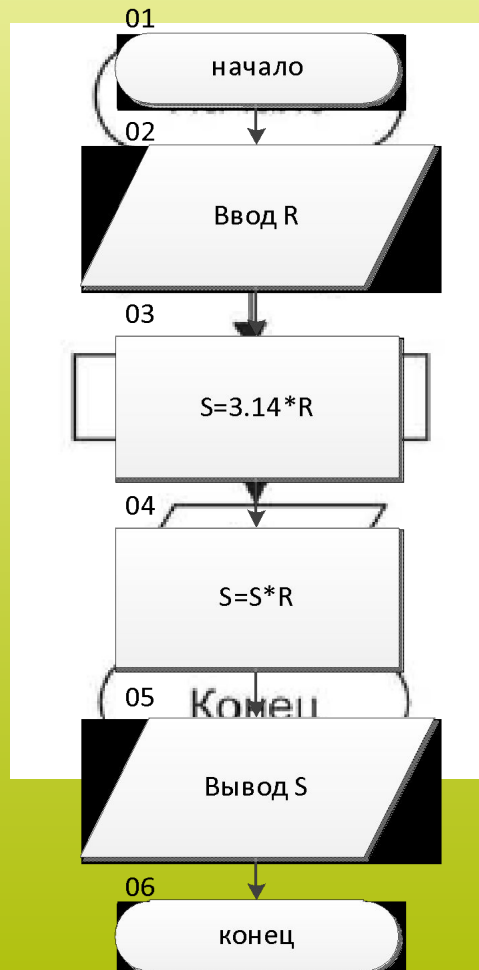 01
начало
02
Ввод R
03
S=3.14*R
04
S=S*R
Конец
05
Вывод S
06
конец